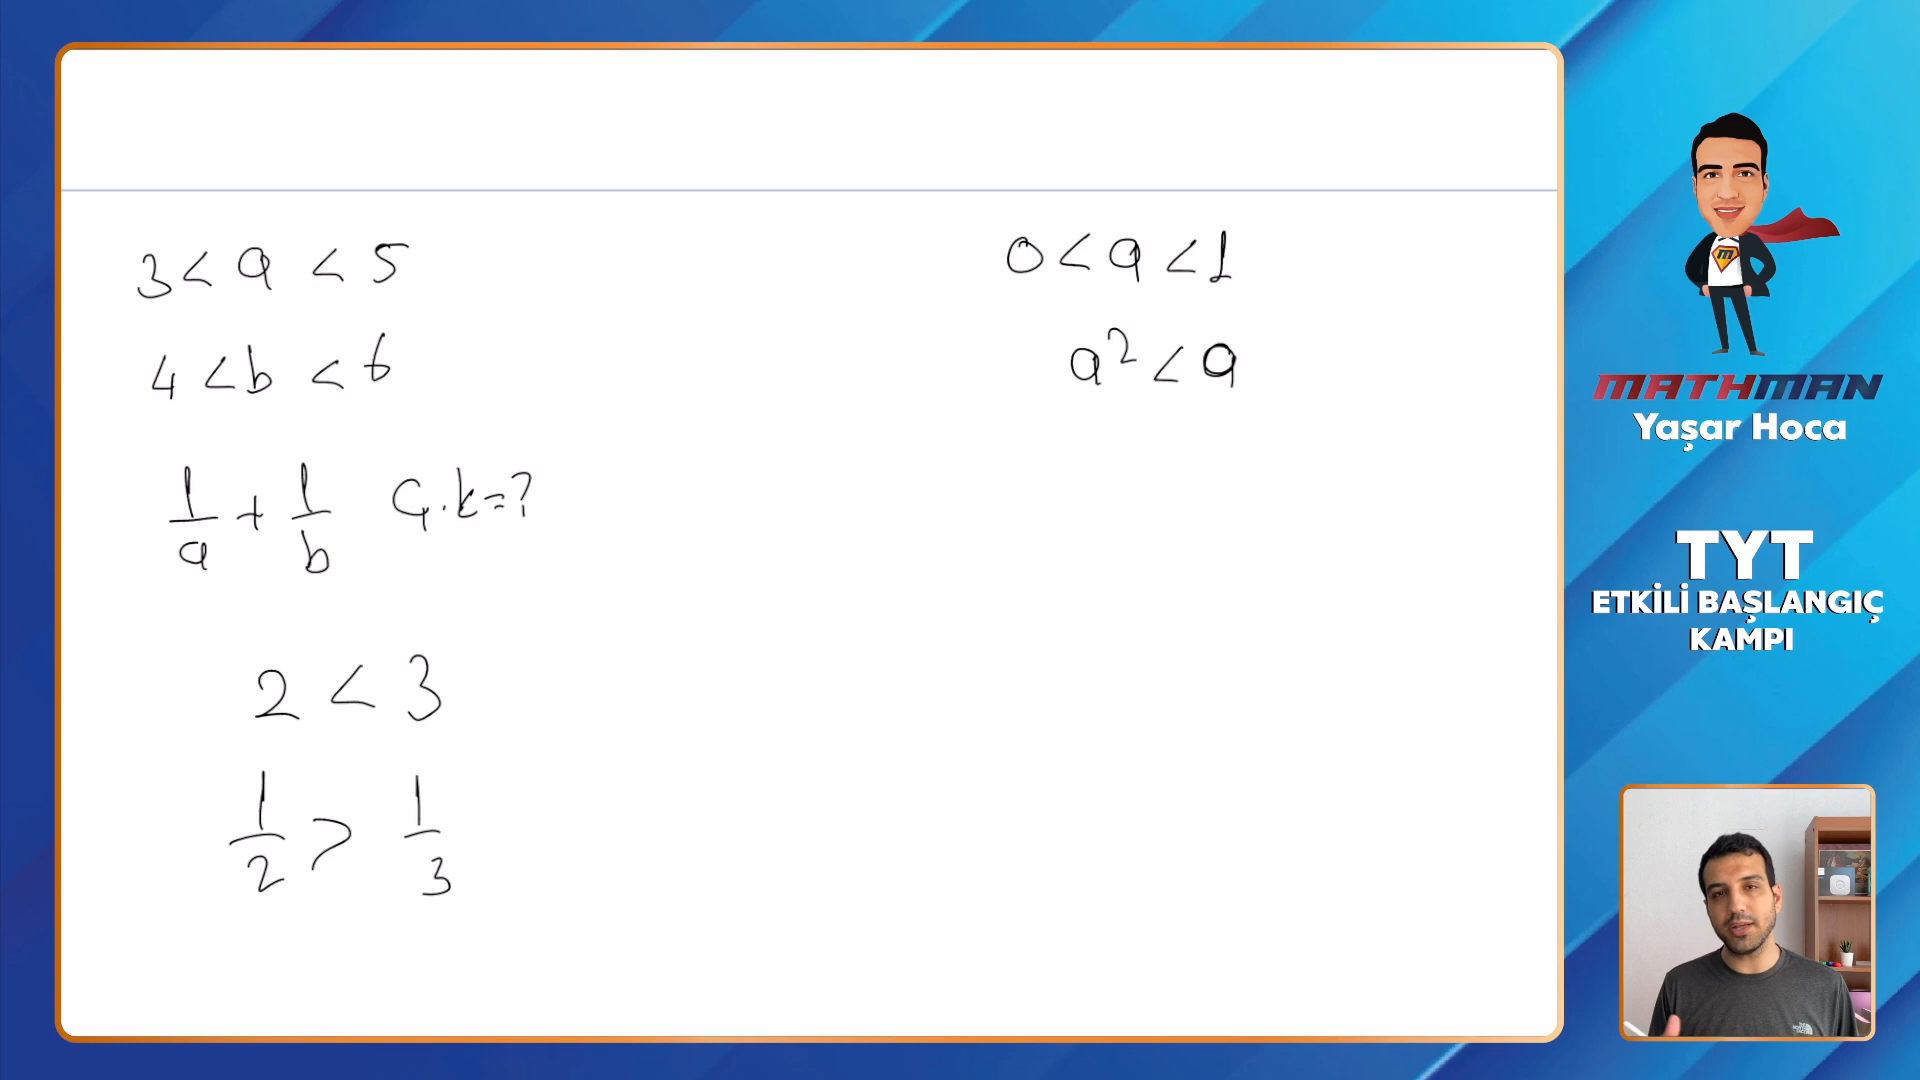 3 < a < 5
4 < b < 6
1/a + 1/b Ç.k=?
2 < 3
1/2 > 1/3
0 < a < 1
a² < a
m
MATHMAN
Yaşar Hoca
TYT
ETKİLİ BAŞLANGIÇ
KAMPI